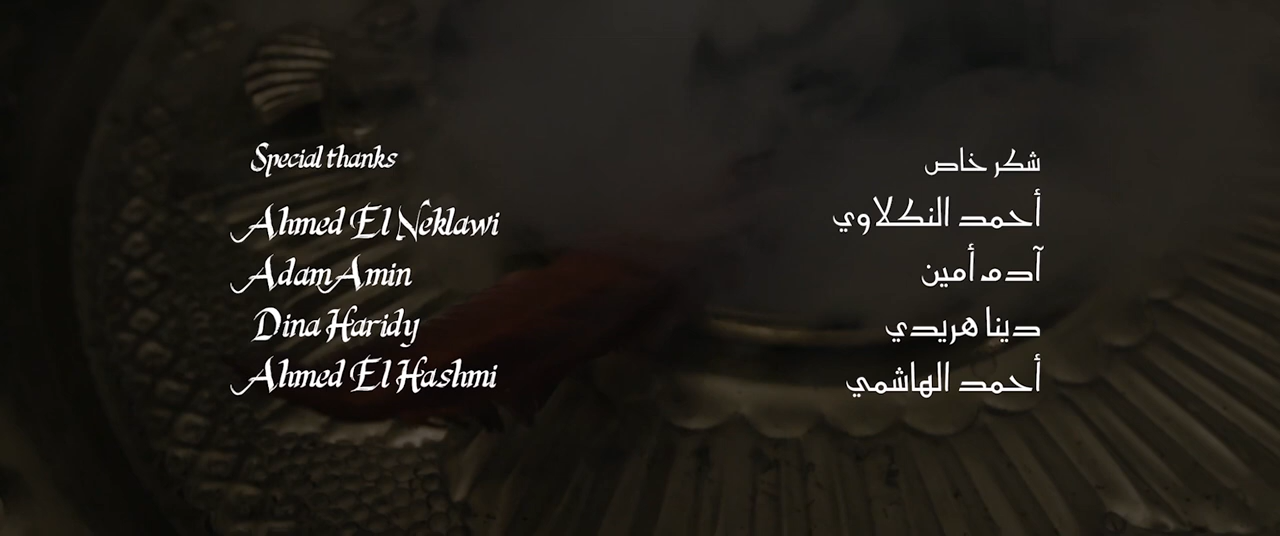 Special thanks
Ahmed El Neklawi
Adam Amin
Dina Haridy
Ahmed El Hashmi
شكر خاص
أحمد النكلاوي
آدم أمين
دينا هريدي
أحمد الهاشمي